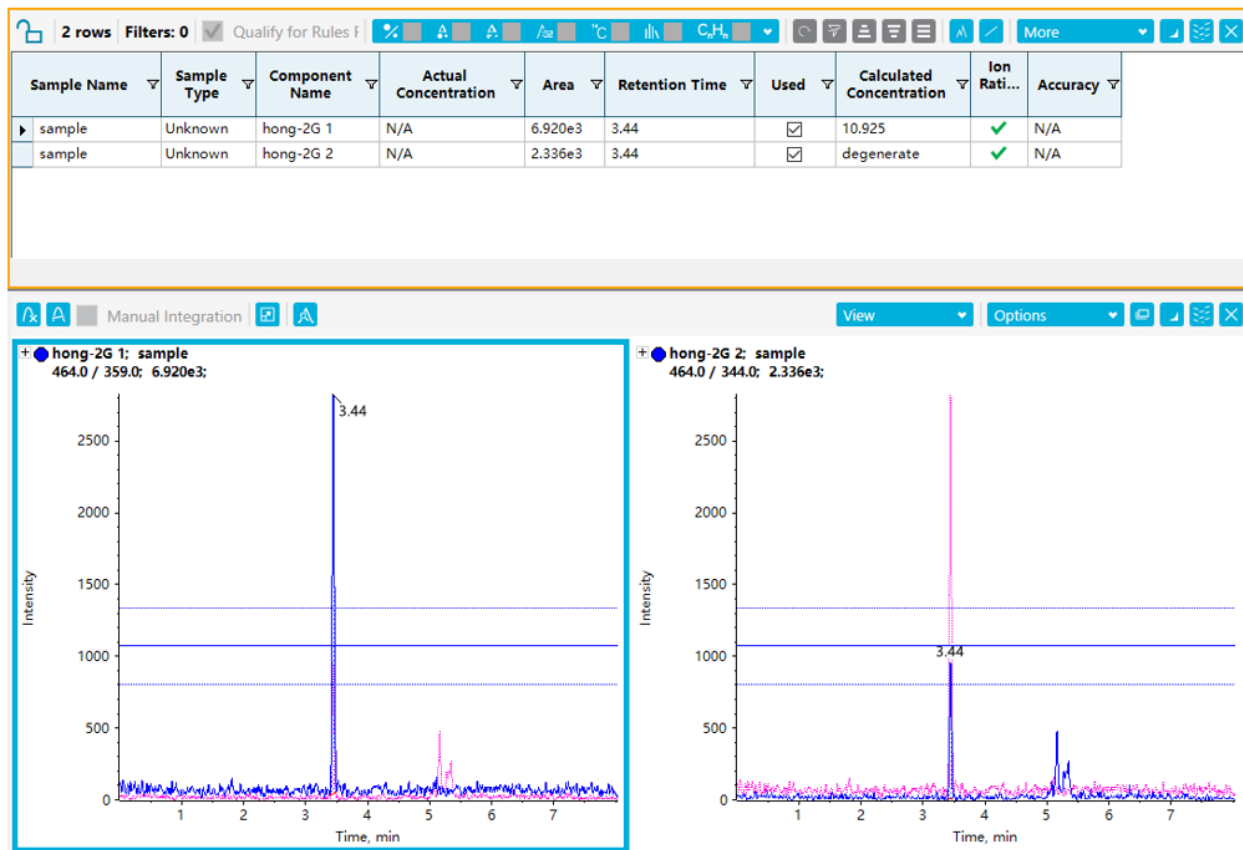 2 rows Filters: 0 Qualify for Rules F More
Sample Name Sample Type Component Name Actual Concentration Area Retention Time Used Calculated Concentration Ion Rati... Accuracy
sample Unknown hong-2G 1 N/A 6.920e3 3.44 10.925 N/A
sample Unknown hong-2G 2 N/A 2.336e3 3.44 degenerate N/A
Manual Integration View Options
hong-2G 1; sample
464.0 / 359.0; 6.920e3;
3.44
2500
2000
1500
1000
500
0
Intensity
1 2 3 4 5 6 7
Time, min
hong-2G 2; sample
464.0 / 344.0; 2.336e3;
2500
2000
1500
1000
3.44
500
0
Intensity
1 2 3 4 5 6 7
Time, min